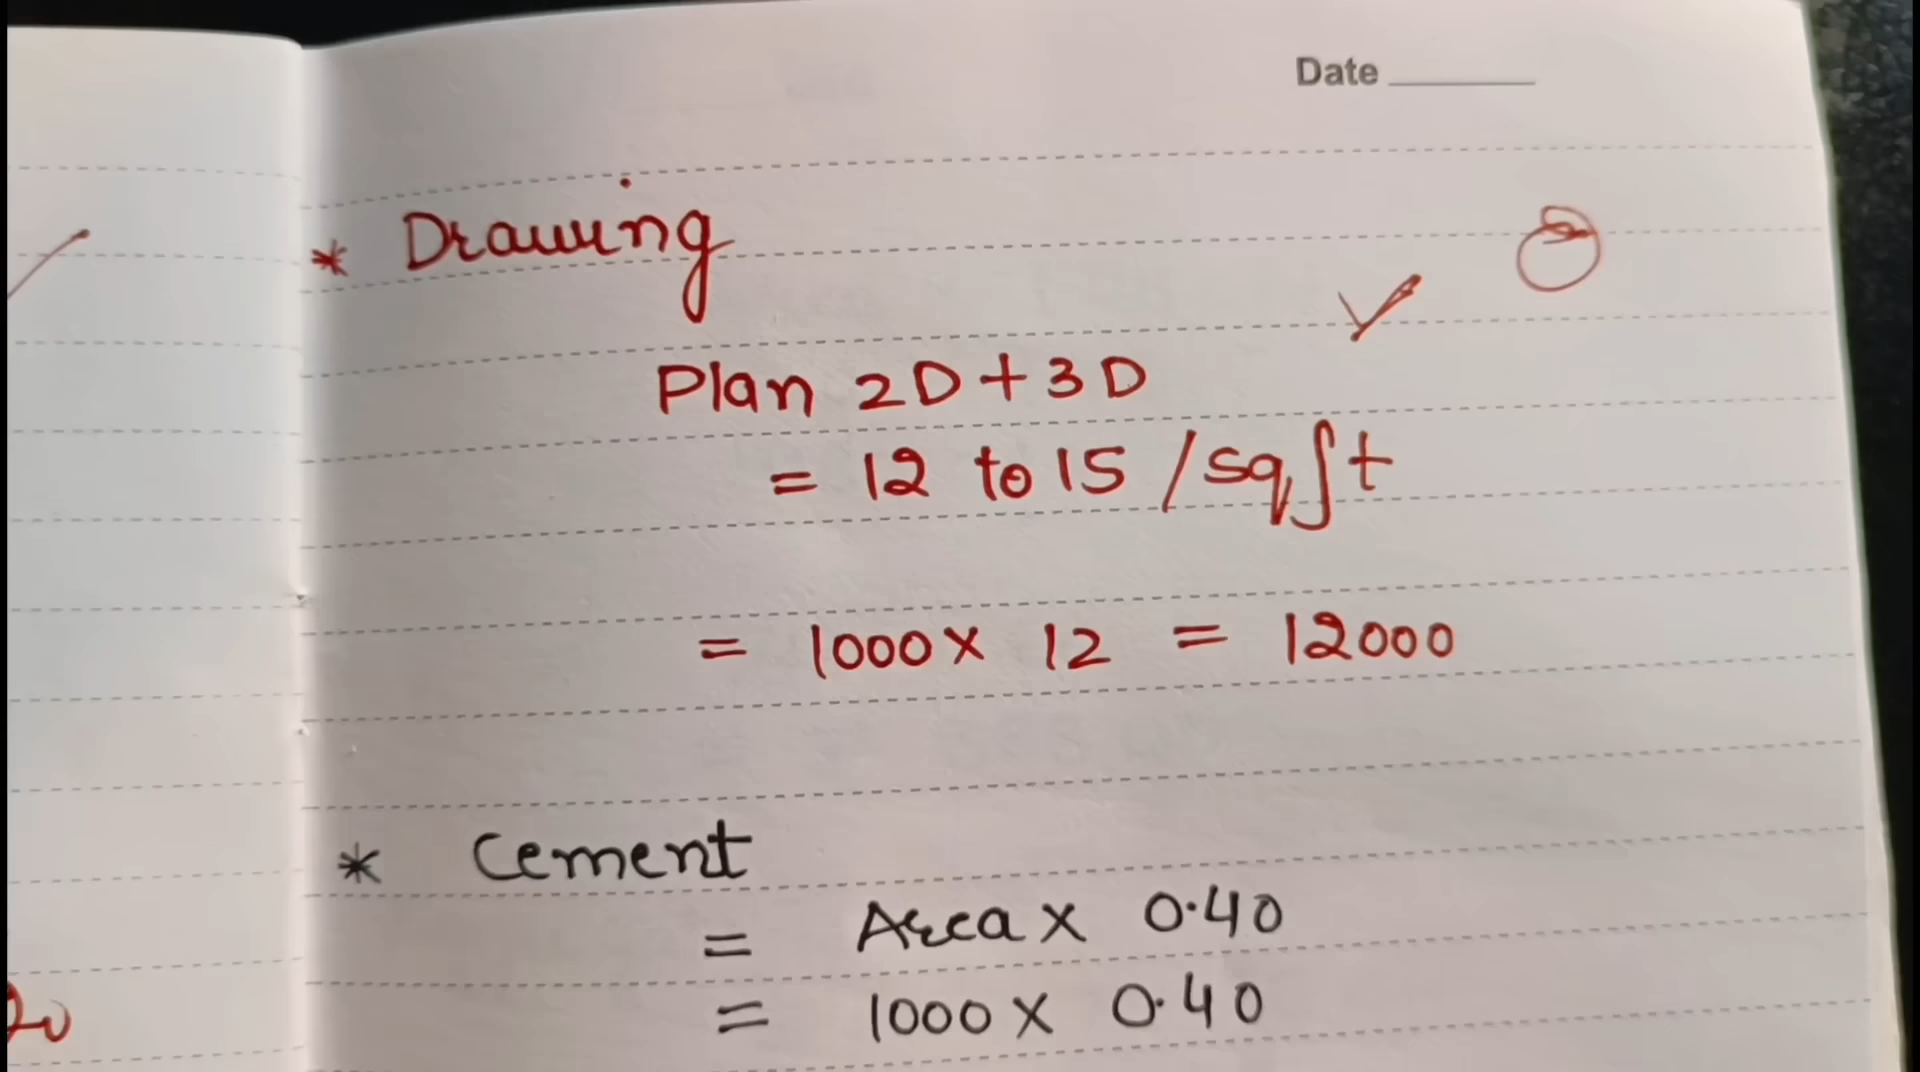 Date
* Drawing
Plan 2D+3D
= 12 to 15 /sqft
= 1000 x 12 = 12000
* Cement
= Area x 0.40
= 1000 x 0.40